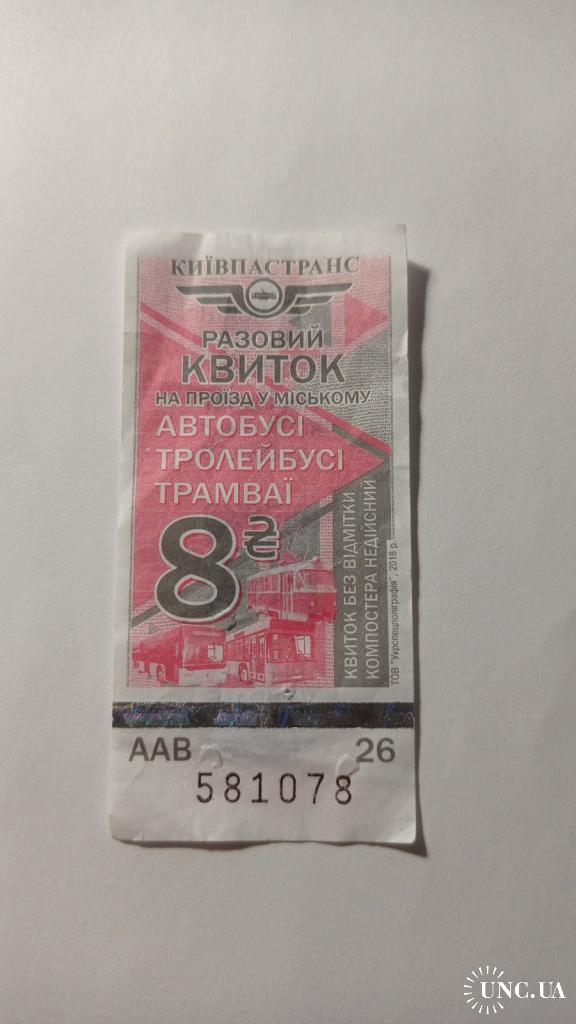 КИЇВПАСТРАНС
РАЗОВИЙ
КВИТОК
НА ПРОЇЗД У МІСЬКОМУ
АВТОБУСІ
ТРОЛЕЙБУСІ
ТРАМВАЇ
8 ₴
КВИТОК БЕЗ ВІДМІТКИ
КОМПОСТЕРА НЕДІЙСНИЙ
ТОВ "Укрспецполіграфія", 2018 р.
ААВ 26
581078
UNC.UA